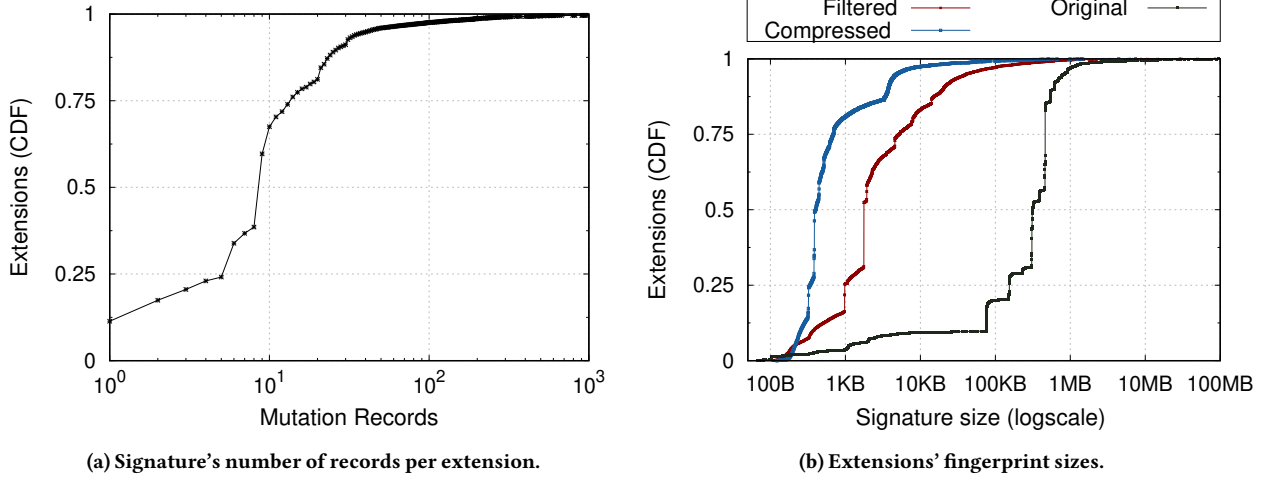 1
0.75
0.5
0.25
0
10^0
10^1
10^2
10^3
Extensions (CDF)
Mutation Records
(a) Signature's number of records per extension.
Filtered
Compressed
Original
1
0.75
0.5
0.25
0
100B
1KB
10KB
100KB
1MB
10MB
100MB
Extensions (CDF)
Signature size (logscale)
(b) Extensions' fingerprint sizes.